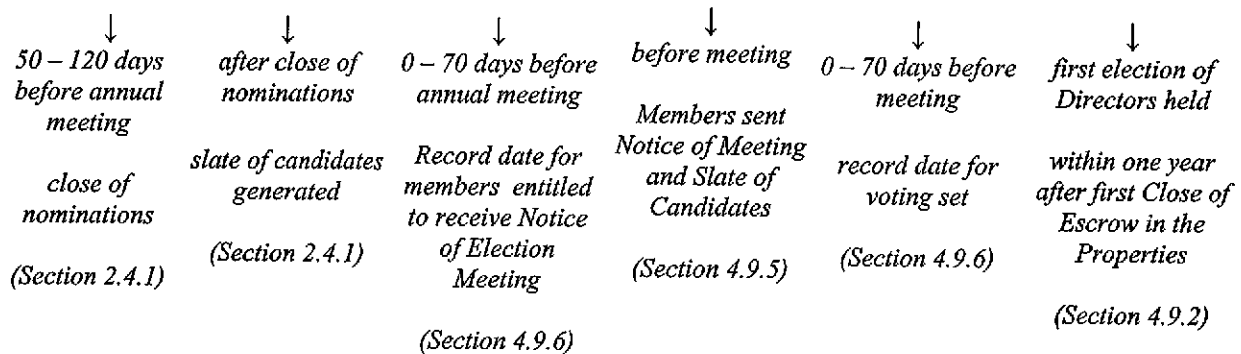 ↓
50 – 120 days
before annual
meeting
close of
nominations
(Section 2.4.1)
↓
after close of
nominations
slate of candidates
generated
(Section 2.4.1)
↓
0 – 70 days before
annual meeting
Record date for
members entitled
to receive Notice
of Election
Meeting
(Section 4.9.6)
↓
before meeting
Members sent
Notice of Meeting
and Slate of
Candidates
(Section 4.9.5)
↓
0 – 70 days before
meeting
record date for
voting set
(Section 4.9.6)
↓
first election of
Directors held
within one year
after first Close of
Escrow in the
Properties
(Section 4.9.2)